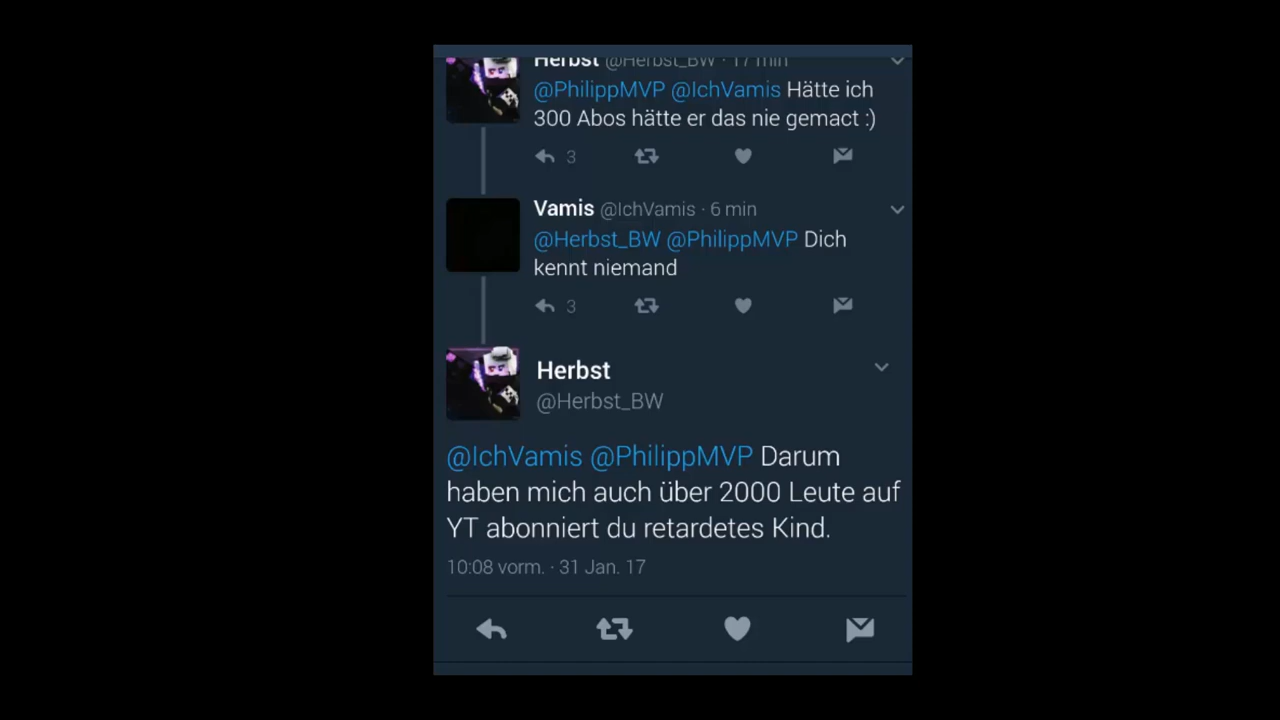 Herbst @Herbst_BW · 17 min
@PhilippMVP @IchVamis Hätte ich
300 Abos hätte er das nie gemact :)
3
Vamis @IchVamis · 6 min
@Herbst_BW @PhilippMVP Dich
kennt niemand
3
Herbst
@Herbst_BW
@IchVamis @PhilippMVP Darum
haben mich auch über 2000 Leute auf
YT abonniert du retardetes Kind.
10:08 vorm. · 31 Jan. 17